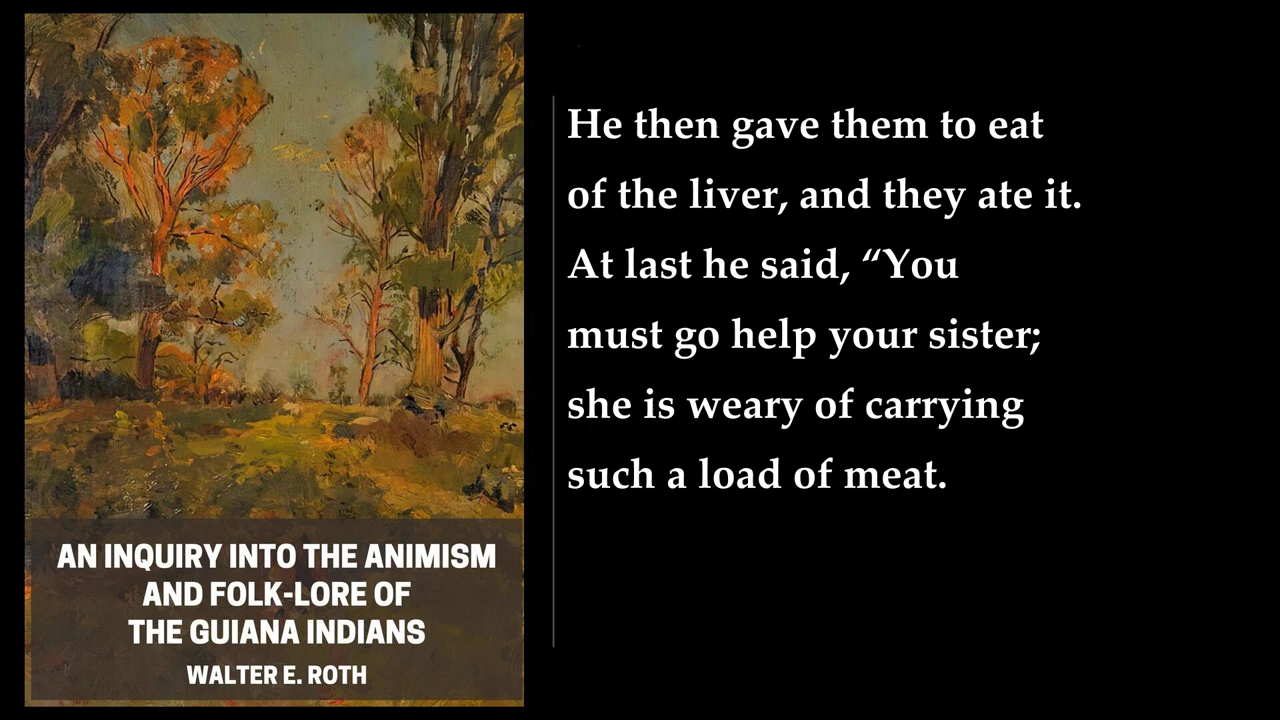 He then gave them to eat
of the liver, and they ate it.
At last he said, “You
must go help your sister;
she is weary of carrying
such a load of meat.
AN INQUIRY INTO THE ANIMISM
AND FOLK-LORE OF
THE GUIANA INDIANS
WALTER E. ROTH